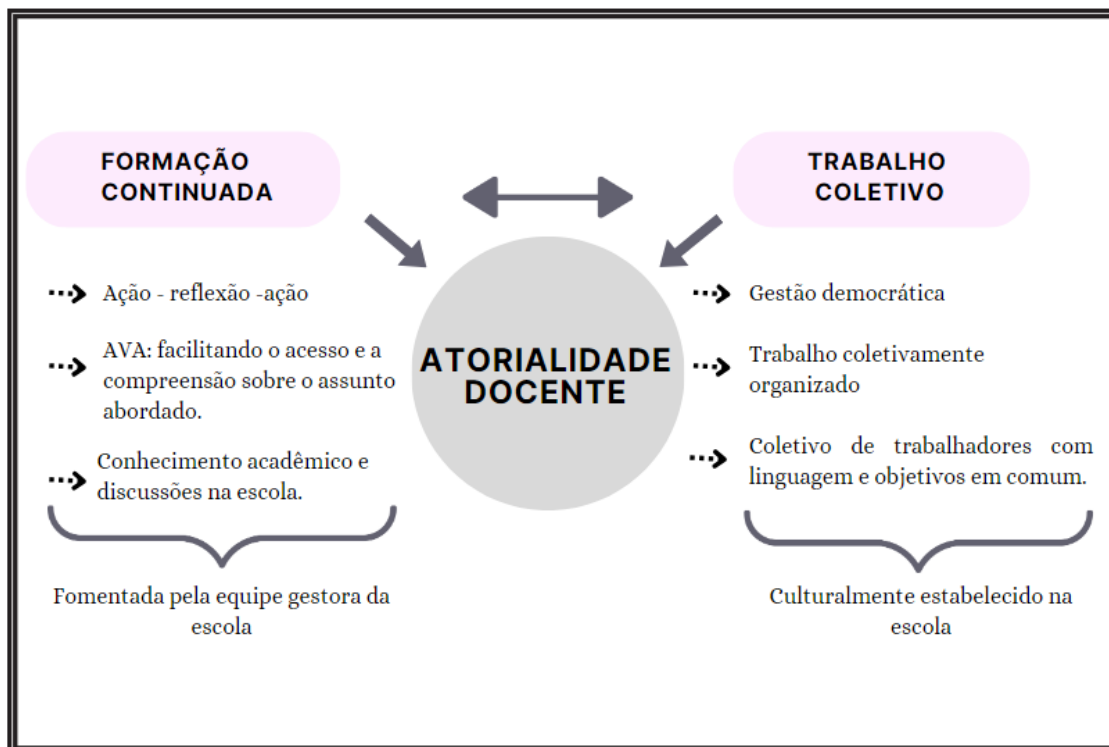 FORMAÇÃO
CONTINUADA
Ação - reflexão -ação
AVA: facilitando o acesso e a
compreensão sobre o assunto
abordado.
Conhecimento acadêmico e
discussões na escola.
Fomentada pela equipe gestora da
escola
ATORIALIDADE
DOCENTE
TRABALHO
COLETIVO
Gestão democrática
Trabalho coletivamente
organizado
Coletivo de trabalhadores com
linguagem e objetivos em comum.
Culturalmente estabelecido na
escola